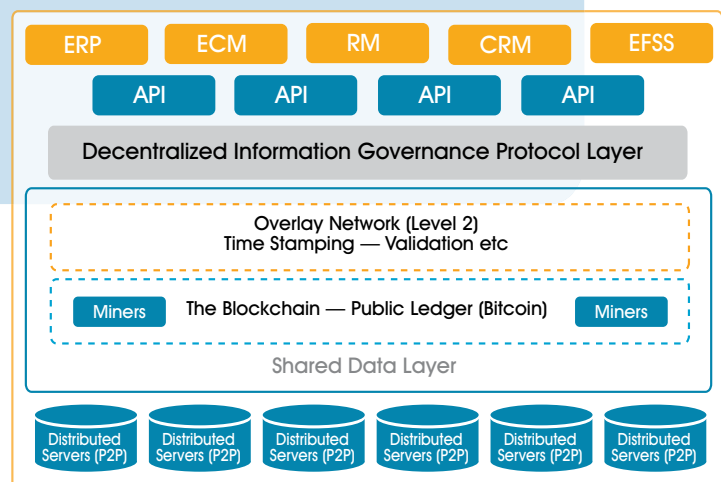 ERP ECM RM CRM EFSS
API API API API
Decentralized Information Governance Protocol Layer
Overlay Network (Level 2)
Time Stamping — Validation etc
Miners The Blockchain — Public Ledger (Bitcoin) Miners
Shared Data Layer
Distributed Distributed Distributed Distributed Distributed Distributed
Servers (P2P) Servers (P2P) Servers (P2P) Servers (P2P) Servers (P2P) Servers (P2P)